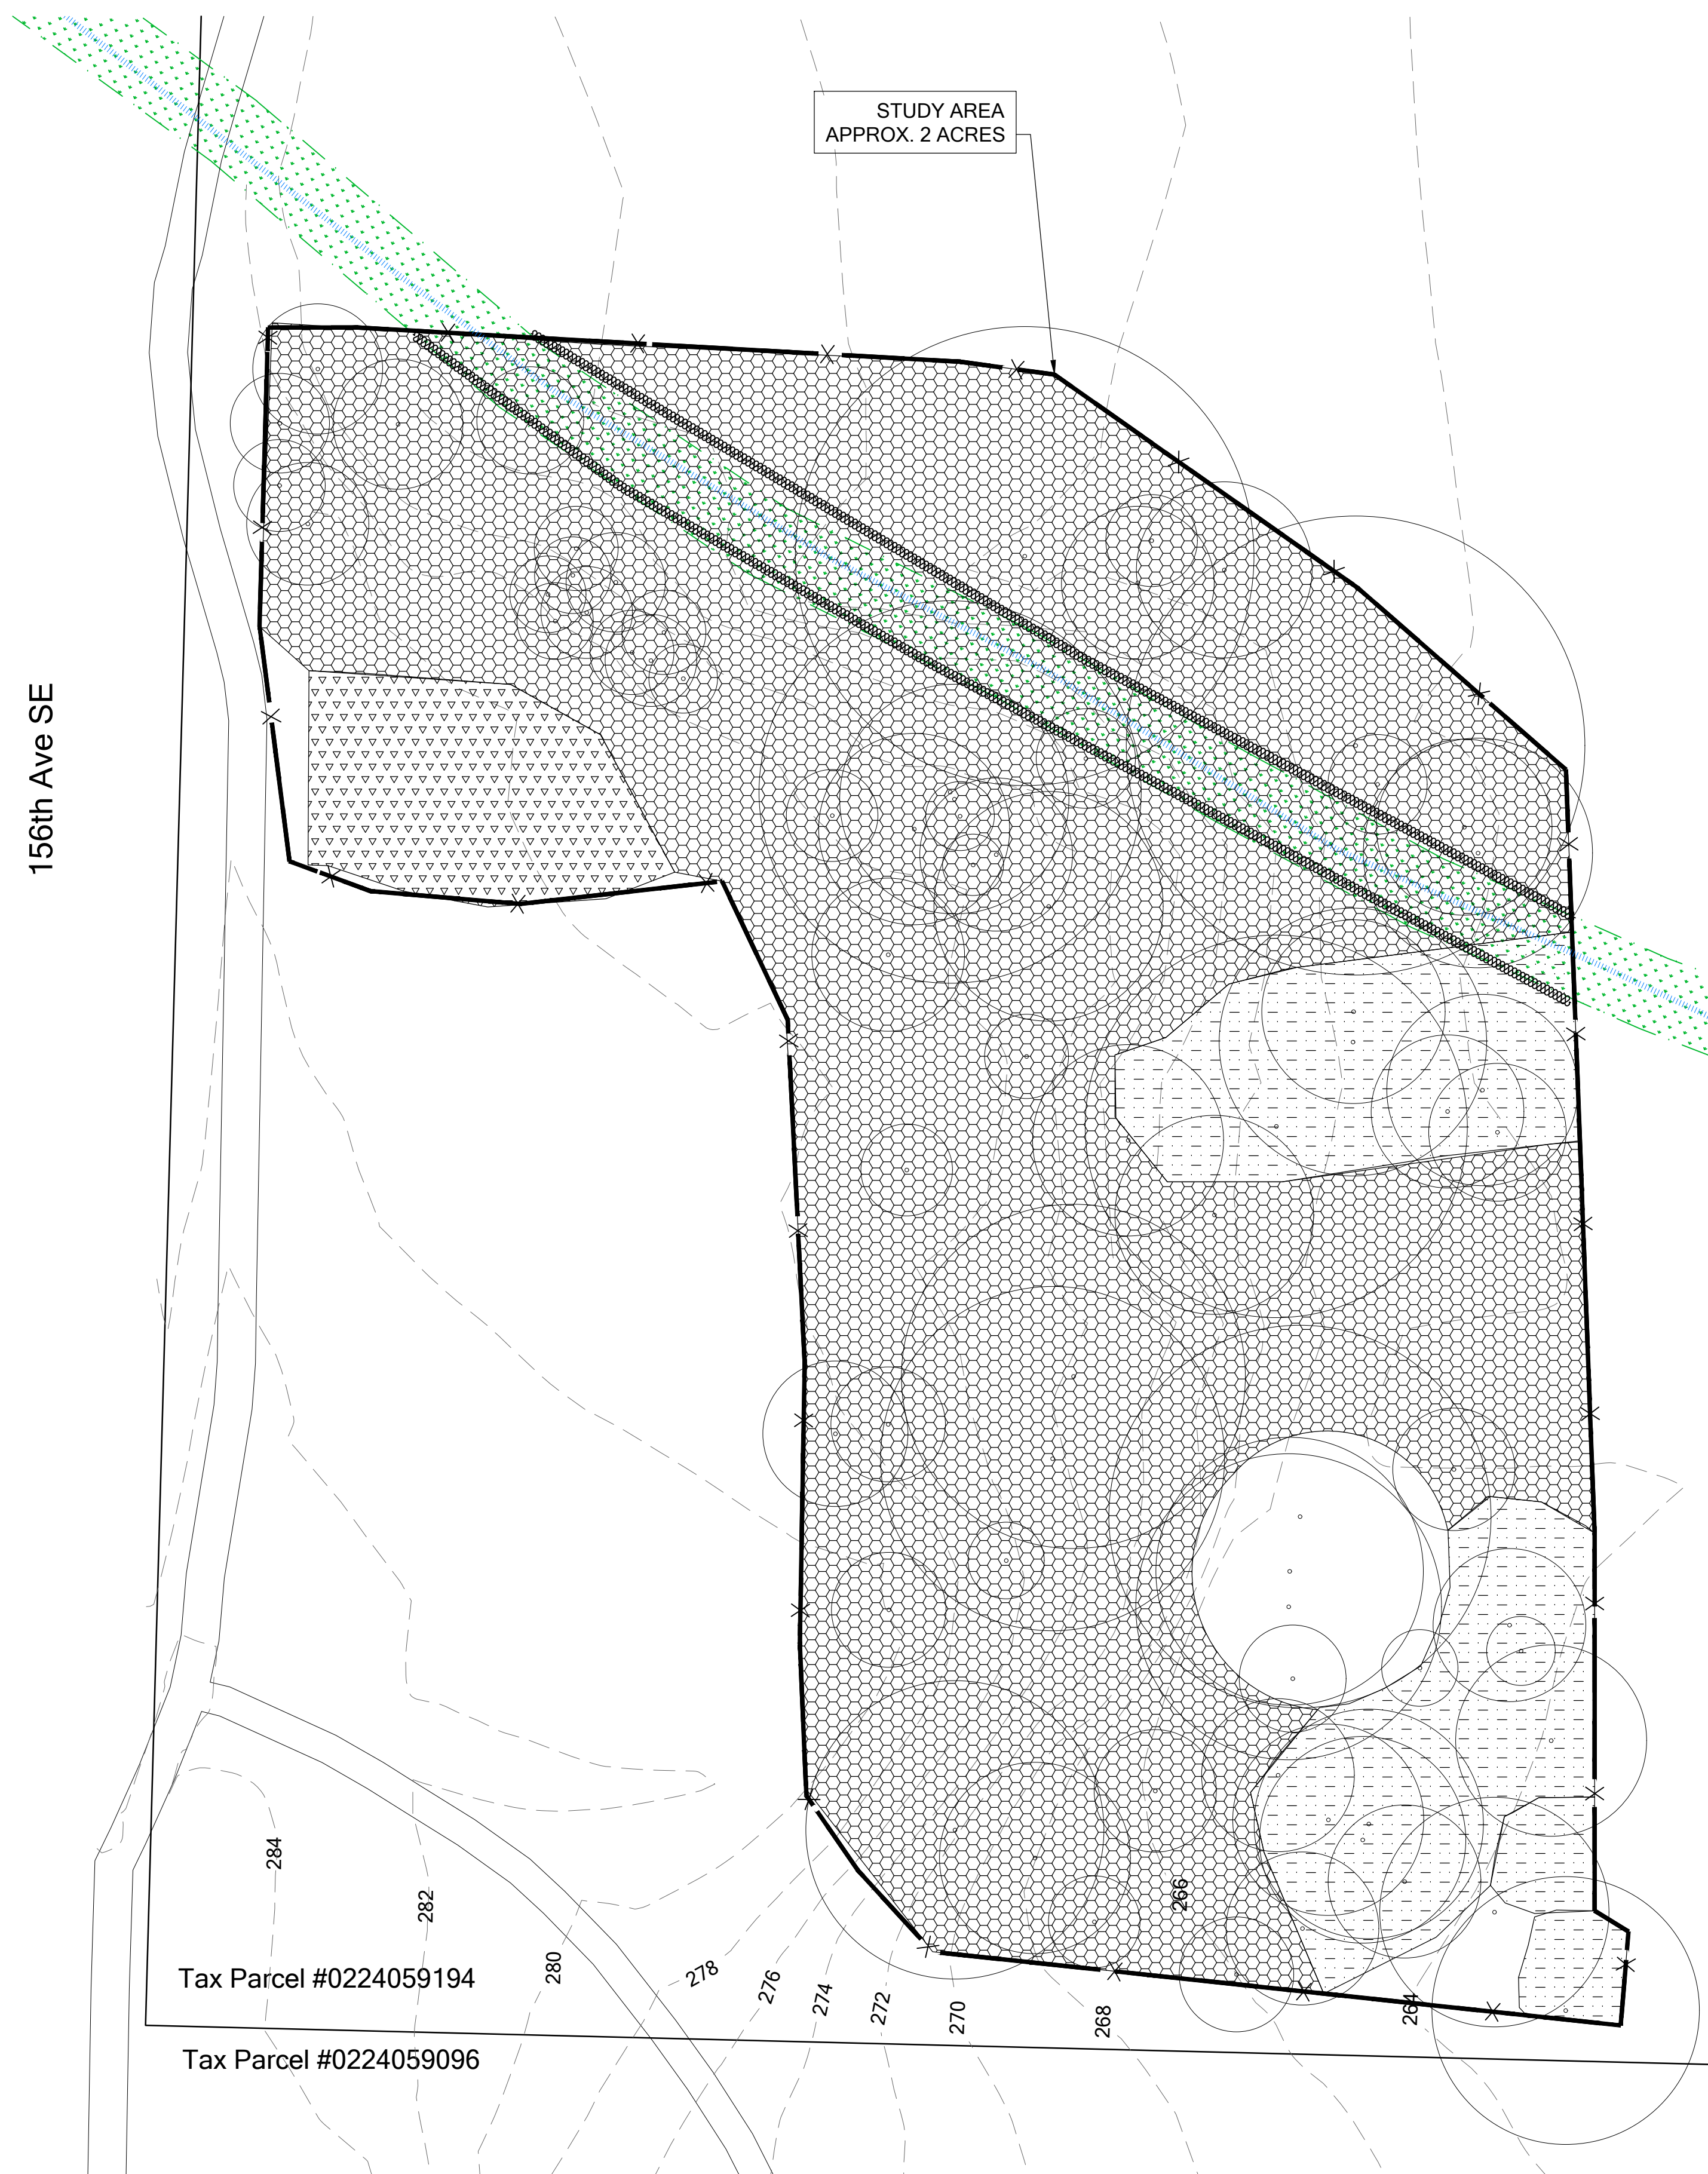 STUDY AREA
APPROX. 2 ACRES
156th Ave SE
284
282
280
278
276
274
272
270
268
266
264
Tax Parcel #0224059194
Tax Parcel #0224059096